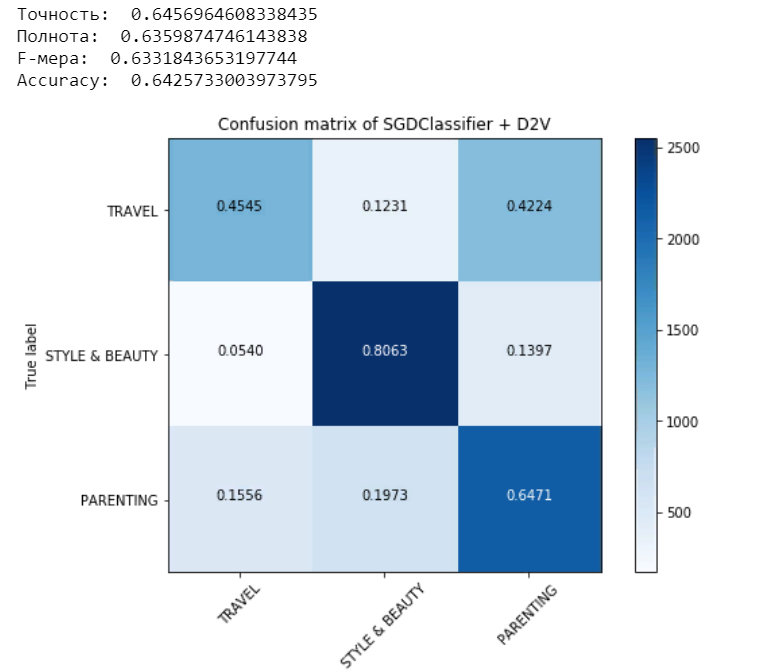 Точность:  0.6456964608338435
Полнота:  0.6359874746143838
F-мера:  0.6331843653197744
Accuracy:  0.6425733003973795
Confusion matrix of SGDClassifier + D2V
2500
TRAVEL 0.4545 0.1231 0.4224
2000
1500
True label
STYLE & BEAUTY 0.0540 0.8063 0.1397
1000
PARENTING 0.1556 0.1973 0.6471
500
TRAVEL STYLE & BEAUTY PARENTING